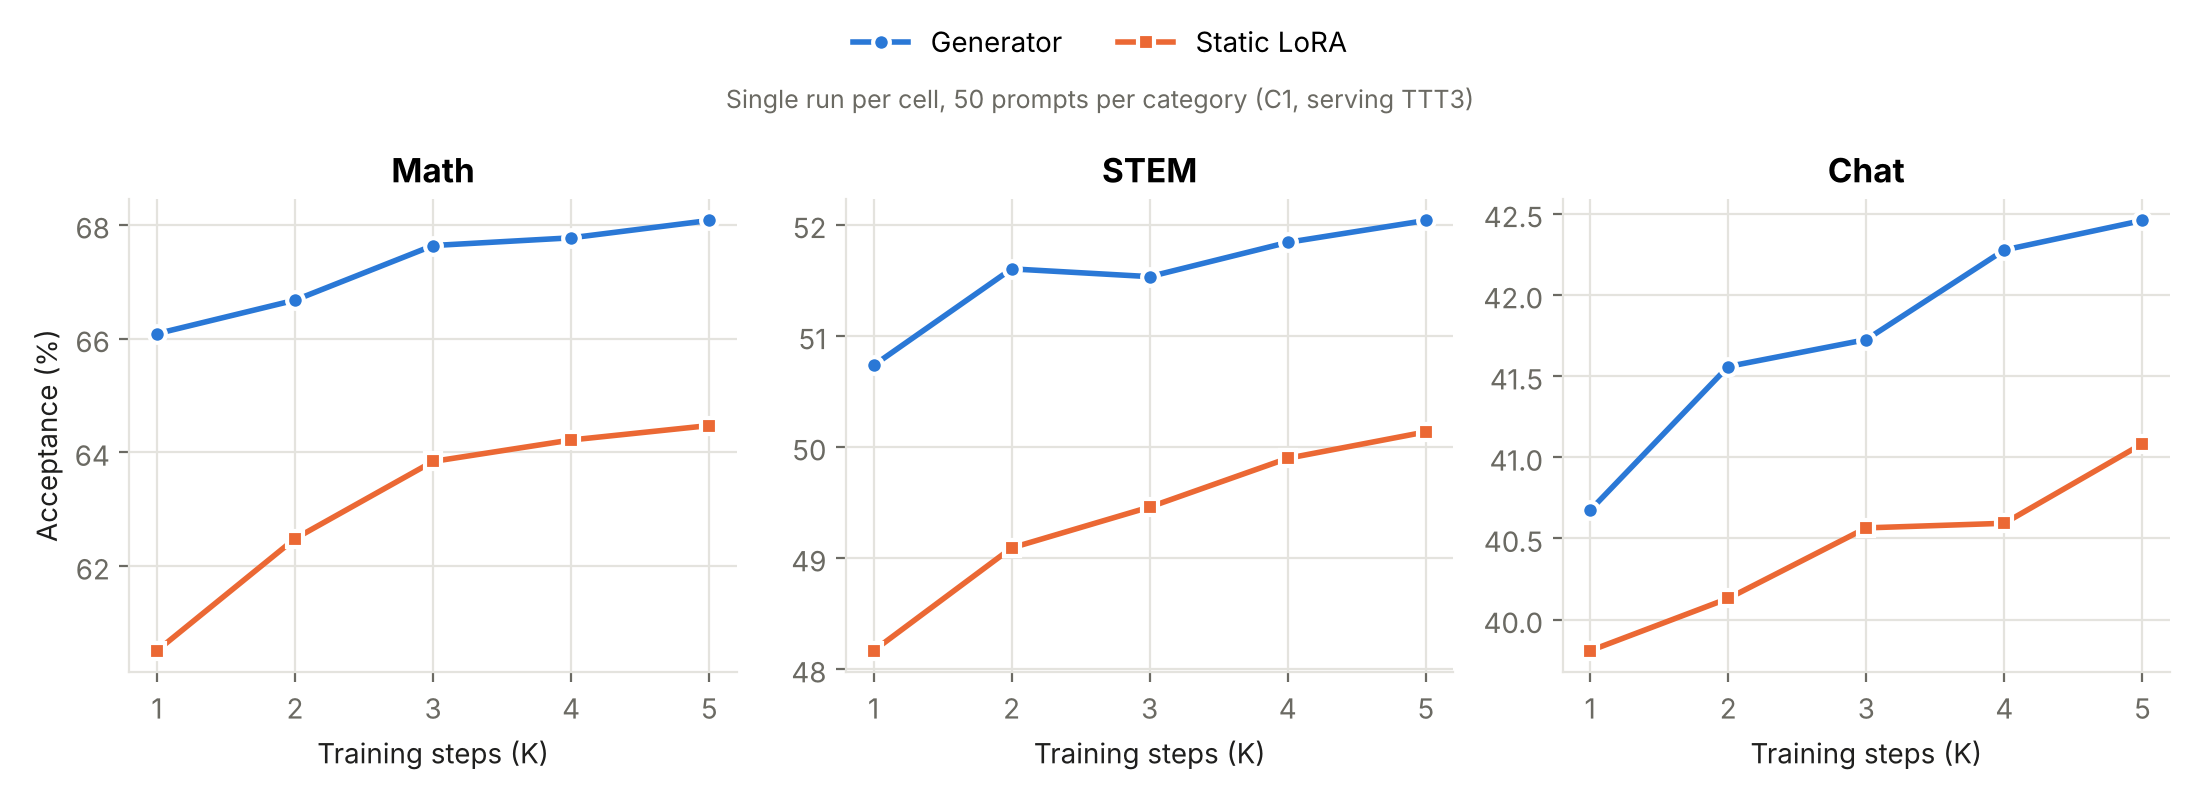 Generator Static LoRA
Single run per cell, 50 prompts per category (C1, serving TTT3)
Math
Acceptance (%)
68
66
64
62
1 2 3 4 5
Training steps (K)
STEM
52
51
50
49
48
1 2 3 4 5
Training steps (K)
Chat
42.5
42.0
41.5
41.0
40.5
40.0
1 2 3 4 5
Training steps (K)